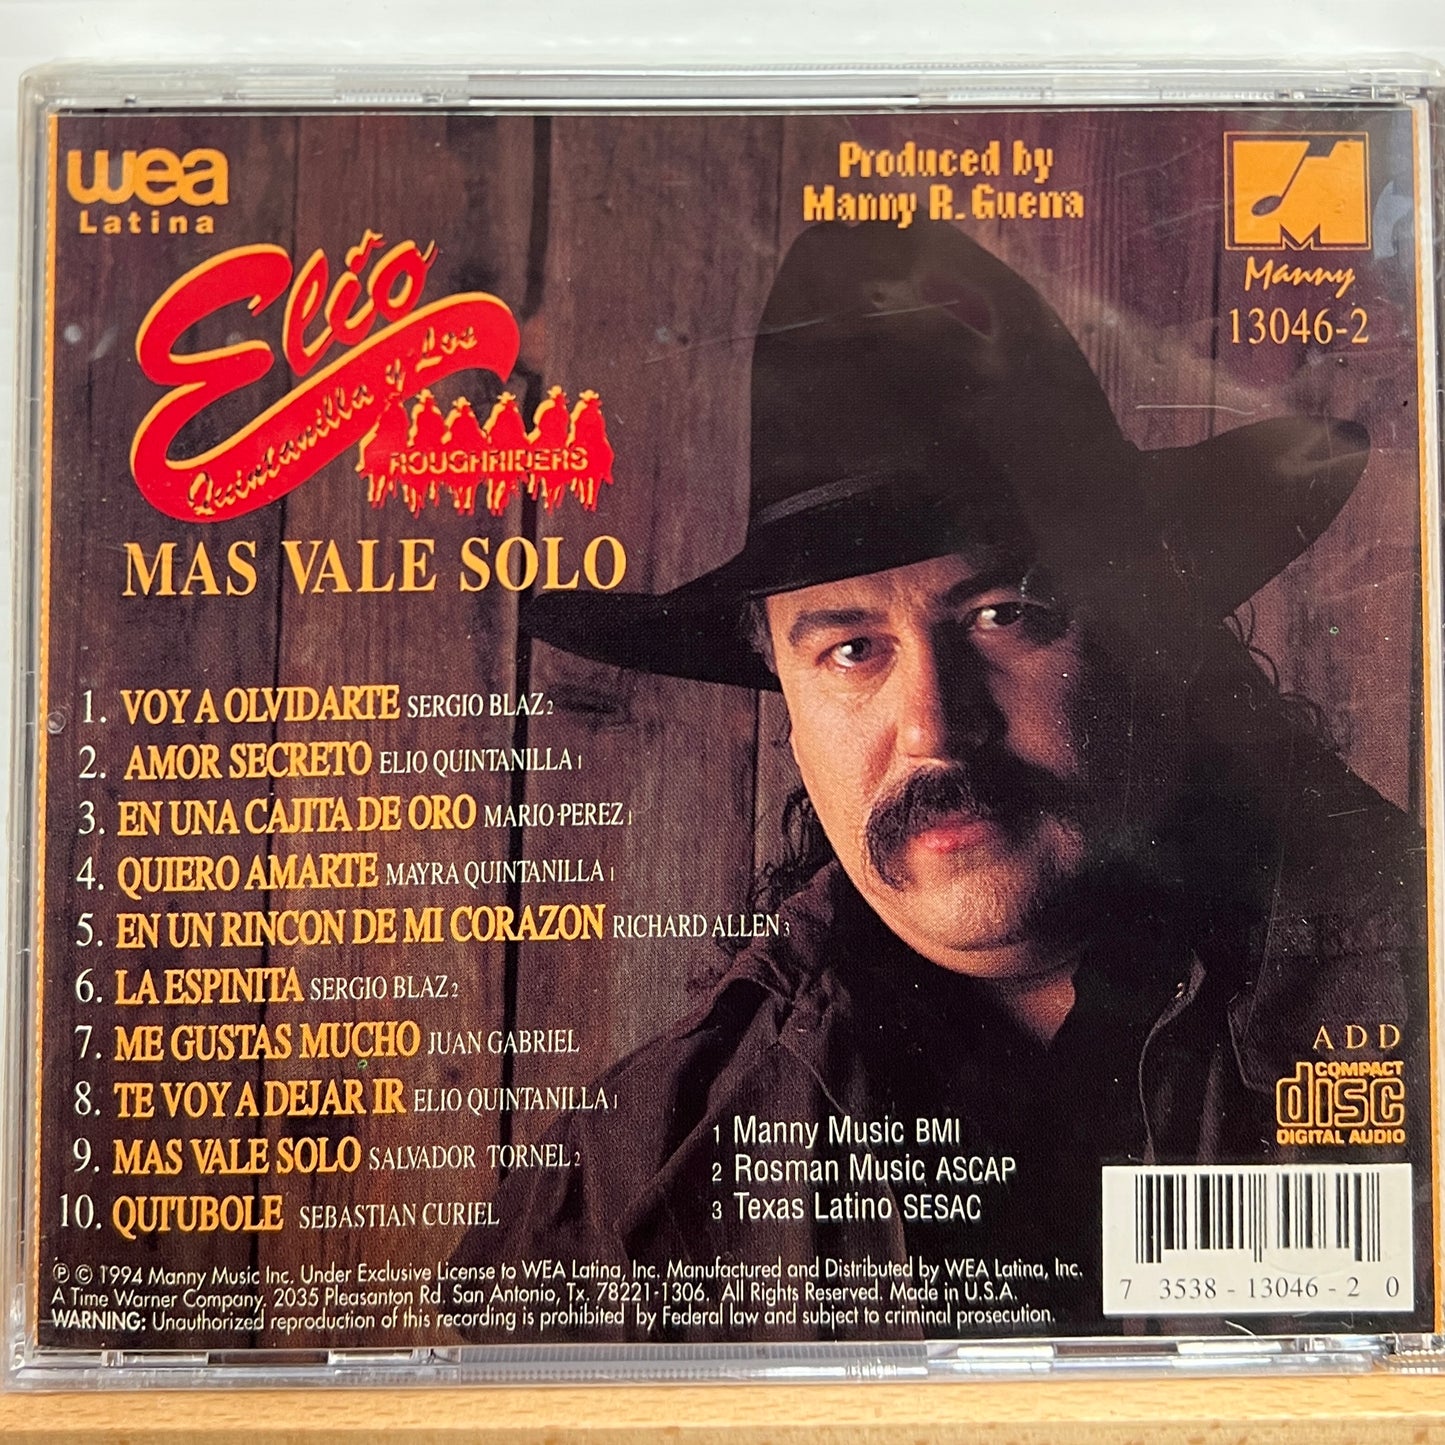 wea
Latina
Produced by
Manny R. Guerra
Manny
13046-2
Elio
Quintanilla y Los
ROUGHRIDERS
MAS VALE SOLO
1. VOY A OLVIDARTE SERGIO BLAZ 2
2. AMOR SECRETO ELIO QUINTANILLA 1
3. EN UNA CAJITA DE ORO MARIO PEREZ 1
4. QUIERO AMARTE MAYRA QUINTANILLA 1
5. EN UN RINCON DE MI CORAZON RICHARD ALLEN 3
6. LA ESPINITA SERGIO BLAZ 2
7. ME GUSTAS MUCHO JUAN GABRIEL
8. TE VOY A DEJAR IR ELIO QUINTANILLA 1
9. MAS VALE SOLO SALVADOR TORNEL 2
10. QUI'UBOLE SEBASTIAN CURIEL
1 Manny Music BMI
2 Rosman Music ASCAP
3 Texas Latino SESAC
ADD
COMPACT
disc
DIGITAL AUDIO
7 3538 - 13046 - 2 0
℗ © 1994 Manny Music Inc. Under Exclusive License to WEA Latina, Inc. Manufactured and Distributed by WEA Latina, Inc.
A Time Warner Company. 2035 Pleasanton Rd. San Antonio, Tx. 78221-1306. All Rights Reserved. Made in U.S.A.
WARNING: Unauthorized reproduction of this recording is prohibited by Federal law and subject to criminal prosecution.